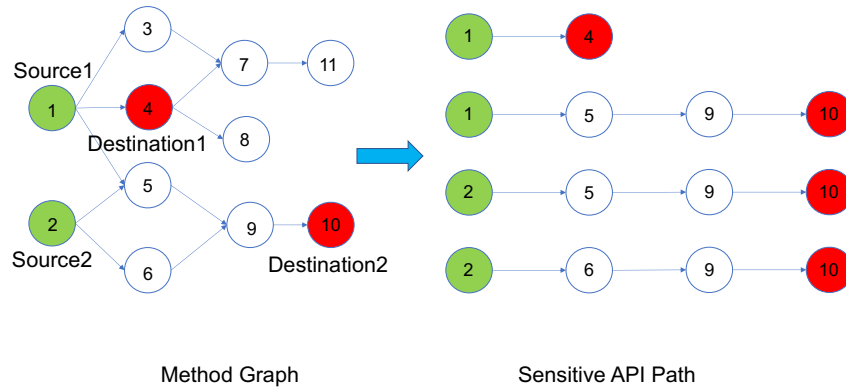 3
7
11
Source1
1
4
Destination1
8
5
2
Source2
9
10
Destination2
6
1 4
1 5 9 10
2 5 9 10
2 6 9 10
Method Graph
Sensitive API Path